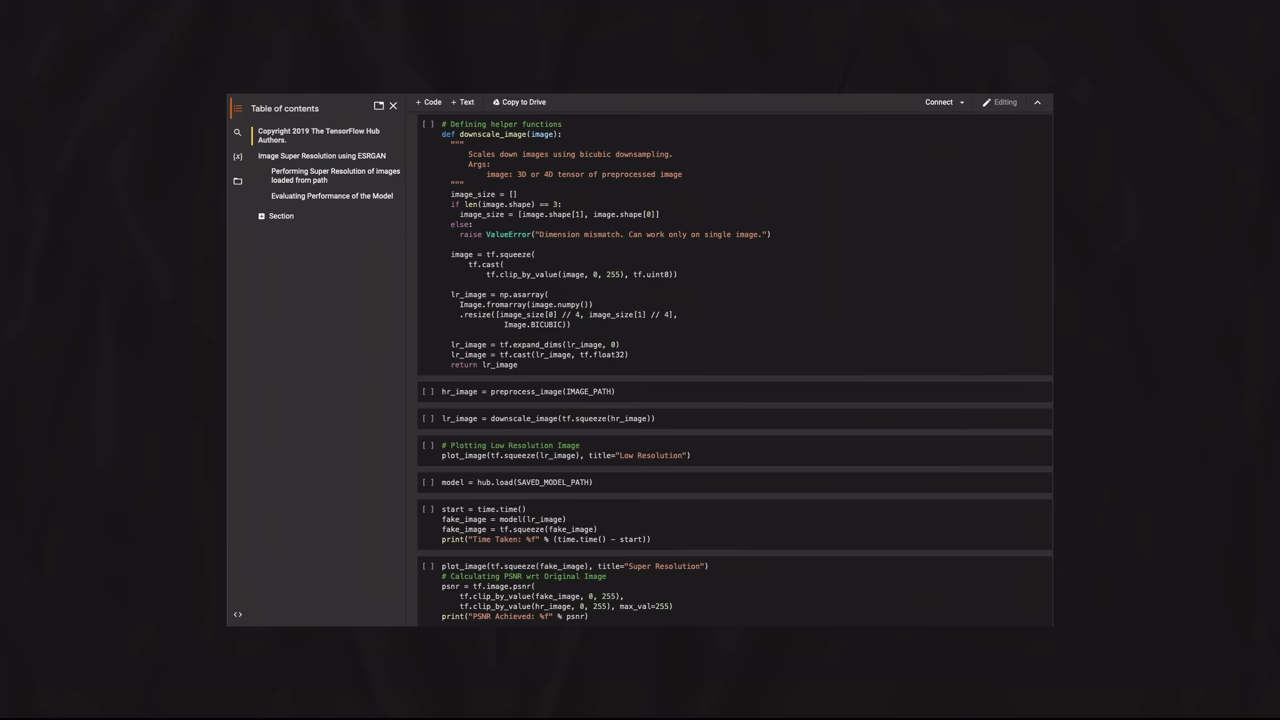 Table of contents
Copyright 2019 The TensorFlow Hub
Authors.
Image Super Resolution using ESRGAN
Performing Super Resolution of images
loaded from path
Evaluating Performance of the Model
Section
+ Code + Text Copy to Drive
Connect Editing
[ ] # Defining helper functions
def downscale_image(image):
"""
Scales down images using bicubic downsampling.
Args:
image: 3D or 4D tensor of preprocessed image
"""
image_size = []
if len(image.shape) == 3:
image_size = [image.shape[1], image.shape[0]]
else:
raise ValueError("Dimension mismatch. Can work only on single image.")
image = tf.squeeze(
tf.cast(
tf.clip_by_value(image, 0, 255), tf.uint8))
lr_image = np.asarray(
Image.fromarray(image.numpy())
.resize([image_size[0] // 4, image_size[1] // 4],
Image.BICUBIC))
lr_image = tf.expand_dims(lr_image, 0)
lr_image = tf.cast(lr_image, tf.float32)
return lr_image
[ ] hr_image = preprocess_image(IMAGE_PATH)
[ ] lr_image = downscale_image(tf.squeeze(hr_image))
[ ] # Plotting Low Resolution Image
plot_image(tf.squeeze(lr_image), title="Low Resolution")
[ ] model = hub.load(SAVED_MODEL_PATH)
[ ] start = time.time()
fake_image = model(lr_image)
fake_image = tf.squeeze(fake_image)
print("Time Taken: %f" % (time.time() - start))
[ ] plot_image(tf.squeeze(fake_image), title="Super Resolution")
# Calculating PSNR wrt Original Image
psnr = tf.image.psnr(
tf.clip_by_value(fake_image, 0, 255),
tf.clip_by_value(hr_image, 0, 255), max_val=255)
print("PSNR Achieved: %f" % psnr)